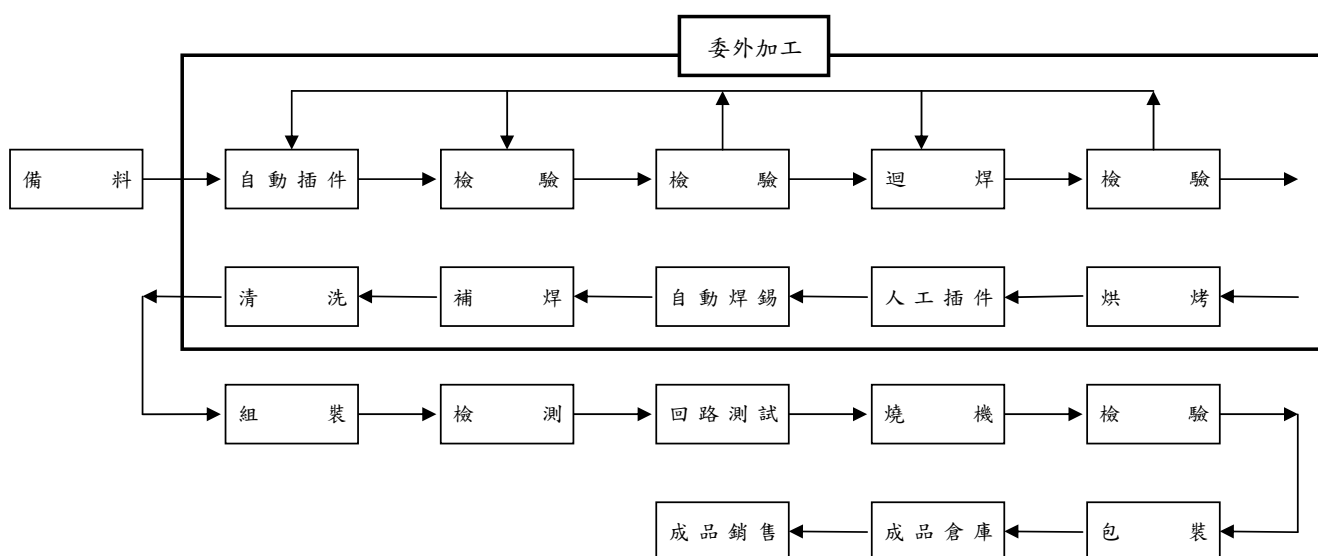 委外加工
備料
自動插件
檢驗
檢驗
迴焊
檢驗
清洗
補焊
自動焊錫
人工插件
烘烤
組裝
檢測
回路測試
燒機
檢驗
成品銷售
成品倉庫
包裝